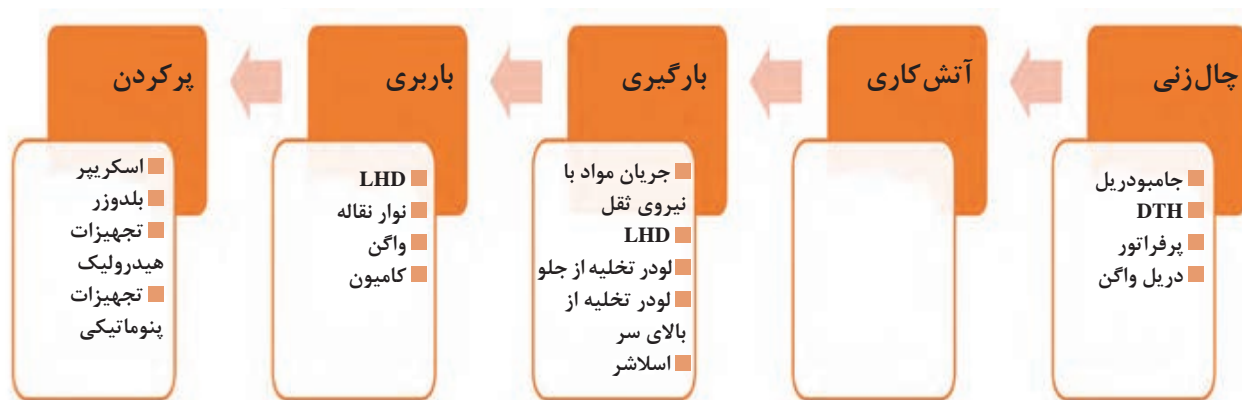 چال‌زنی
جامبودریل
DTH
پرفراتور
دریل واگن
آتش‌کاری
بارگیری
جریان مواد با
نیروی ثقل
LHD
لودر تخلیه از جلو
لودر تخلیه از
بالای سر
اسلاشر
باربری
LHD
نوار نقاله
واگن
کامیون
پرکردن
اسکریپر
بلدوزر
تجهیزات
هیدرولیک
تجهیزات
پنوماتیکی